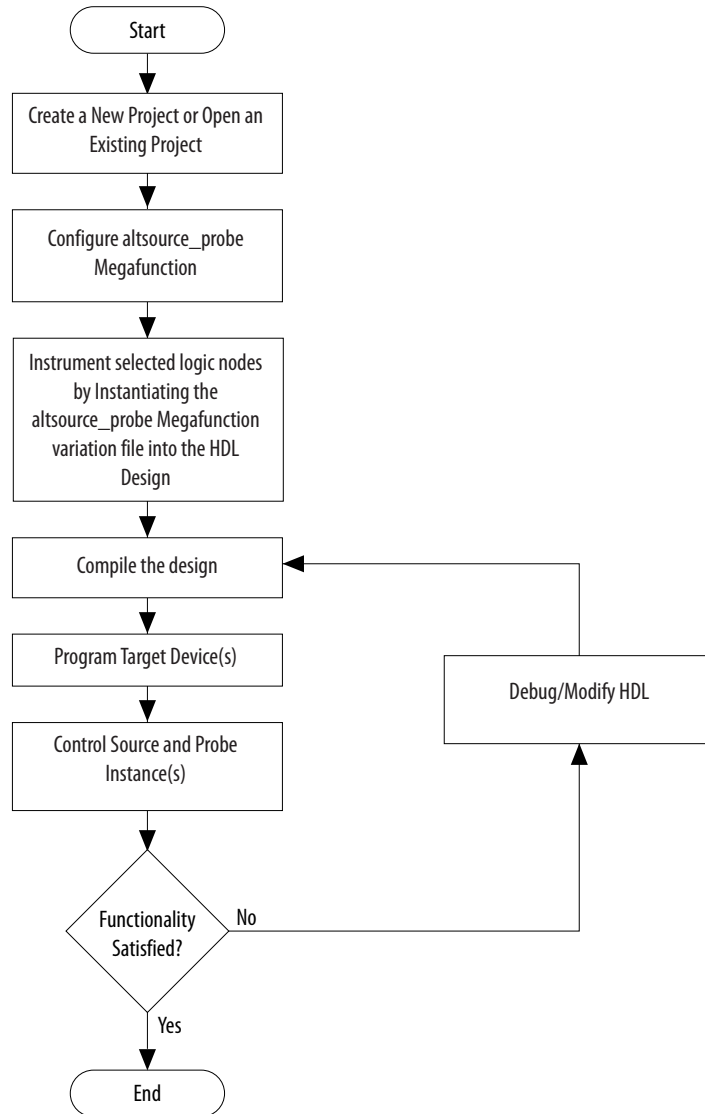 Start
Create a New Project or Open an
Existing Project
Configure altsource_probe
Megafunction
Instrument selected logic nodes
by Instantiating the
altsource_probe Megafunction
variation file into the HDL
Design
Compile the design
Program Target Device(s)
Debug/Modify HDL
Control Source and Probe
Instance(s)
Functionality
Satisfied?
No
Yes
End